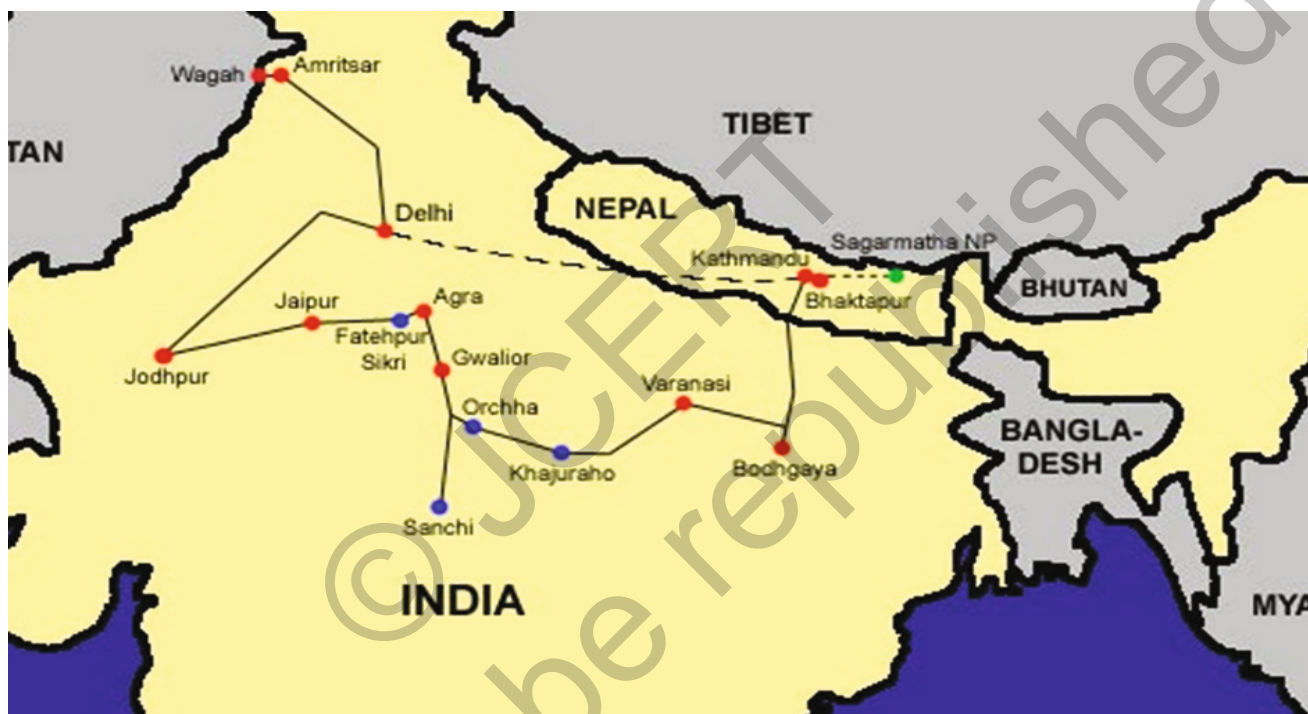 Wagah
Amritsar
TAN
TIBET
Delhi
NEPAL
Sagarmatha NP
Kathmandu
Bhaktapur
BHUTAN
Jaipur
Agra
Fatehpur
Sikri
Jodhpur
Gwalior
Varanasi
Orchha
BANGLA-
DESH
Khajuraho
Bodhgaya
Sanchi
INDIA
MYA
© JCERT
be republished